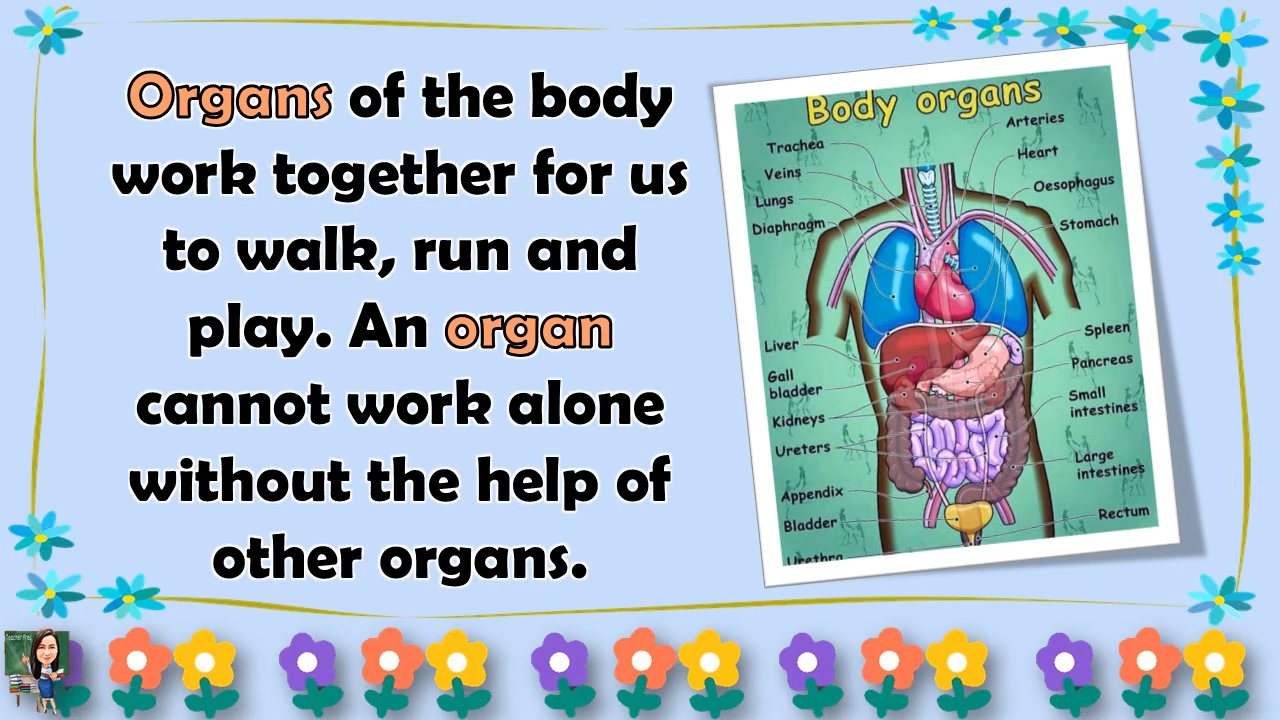 Organs of the body
work together for us
to walk, run and
play. An organ
cannot work alone
without the help of
other organs.
Body organs
Trachea
Veins
Lungs
Diaphragm
Arteries
Heart
Oesophagus
Stomach
Liver
Gall
bladder
Kidneys
Ureters
Appendix
Bladder
Urethra
Spleen
Pancreas
Small
intestines
Large
intestines
Rectum